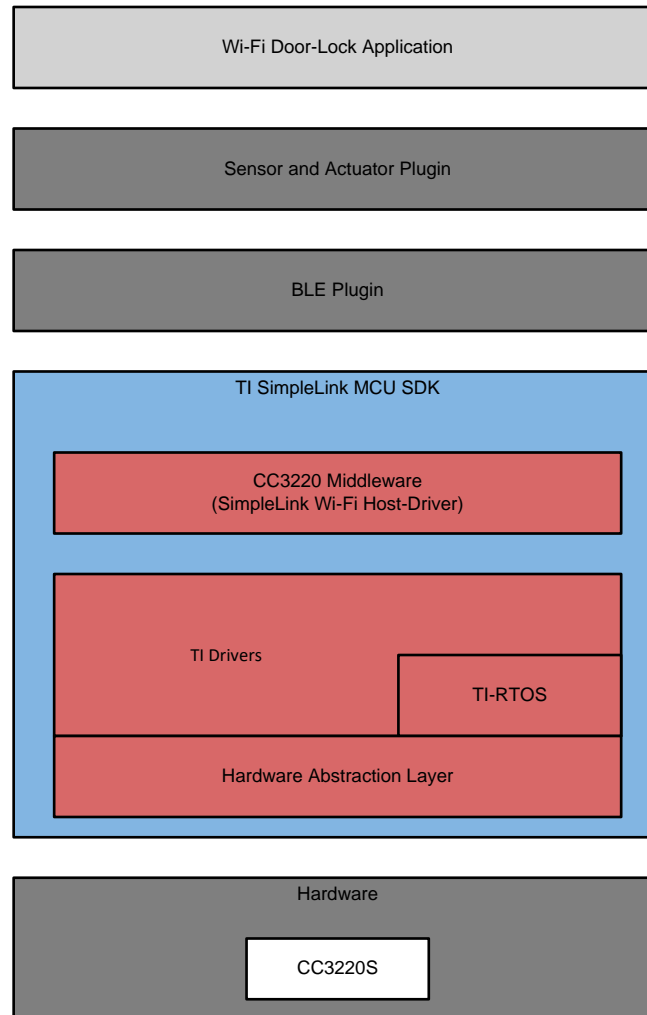 Wi-Fi Door-Lock Application
Sensor and Actuator Plugin
BLE Plugin
TI SimpleLink MCU SDK
CC3220 Middleware
(SimpleLink Wi-Fi Host-Driver)
TI Drivers
TI-RTOS
Hardware Abstraction Layer
Hardware
CC3220S